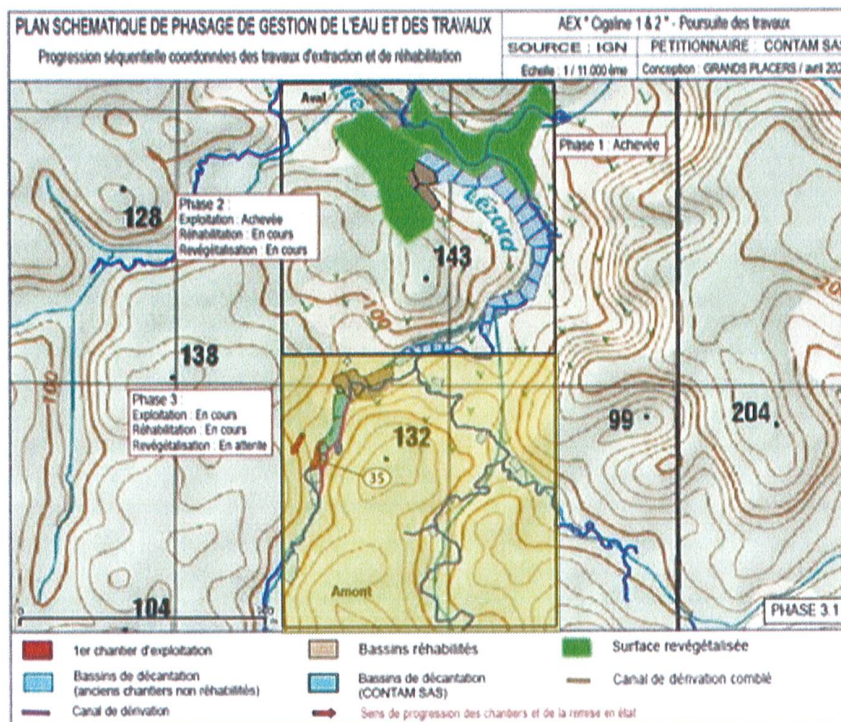 PLAN SCHEMATIQUE DE PHASAGE DE GESTION DE L'EAU ET DES TRAVAUX
Progression séquentielle coordonnées des travaux d'extraction et de réhabilitation
AEX " Cigaline 1 & 2 " - Poursuite des travaux
SOURCE : IGN
PETITIONNAIRE : CONTAM SAS
Echelle : 1 / 11 000 ème
Conception : GRANDS PLACERS / avril
Aval
Phase 1 : Achevée
128
Phase 2 :
Exploitation : Achevée
Réhabilitation : En cours
Revégétalisation : En cours
Lézard
143
100
200
138
100
Phase 3 :
Exploitation : En cours
Réhabilitation : En cours
Revégétalisation : En attente
132
99
204
35
Amont
104
PHASE 3.1
1er chantier d'exploitation
Bassins réhabilités
Surface revégétalisée
Bassins de décantation
(anciens chantiers non réhabilités)
Bassins de décantation
(CONTAM SAS)
Canal de dérivation comblé
Canal de dérivation
Sens de progression des chantiers et de la remise en état